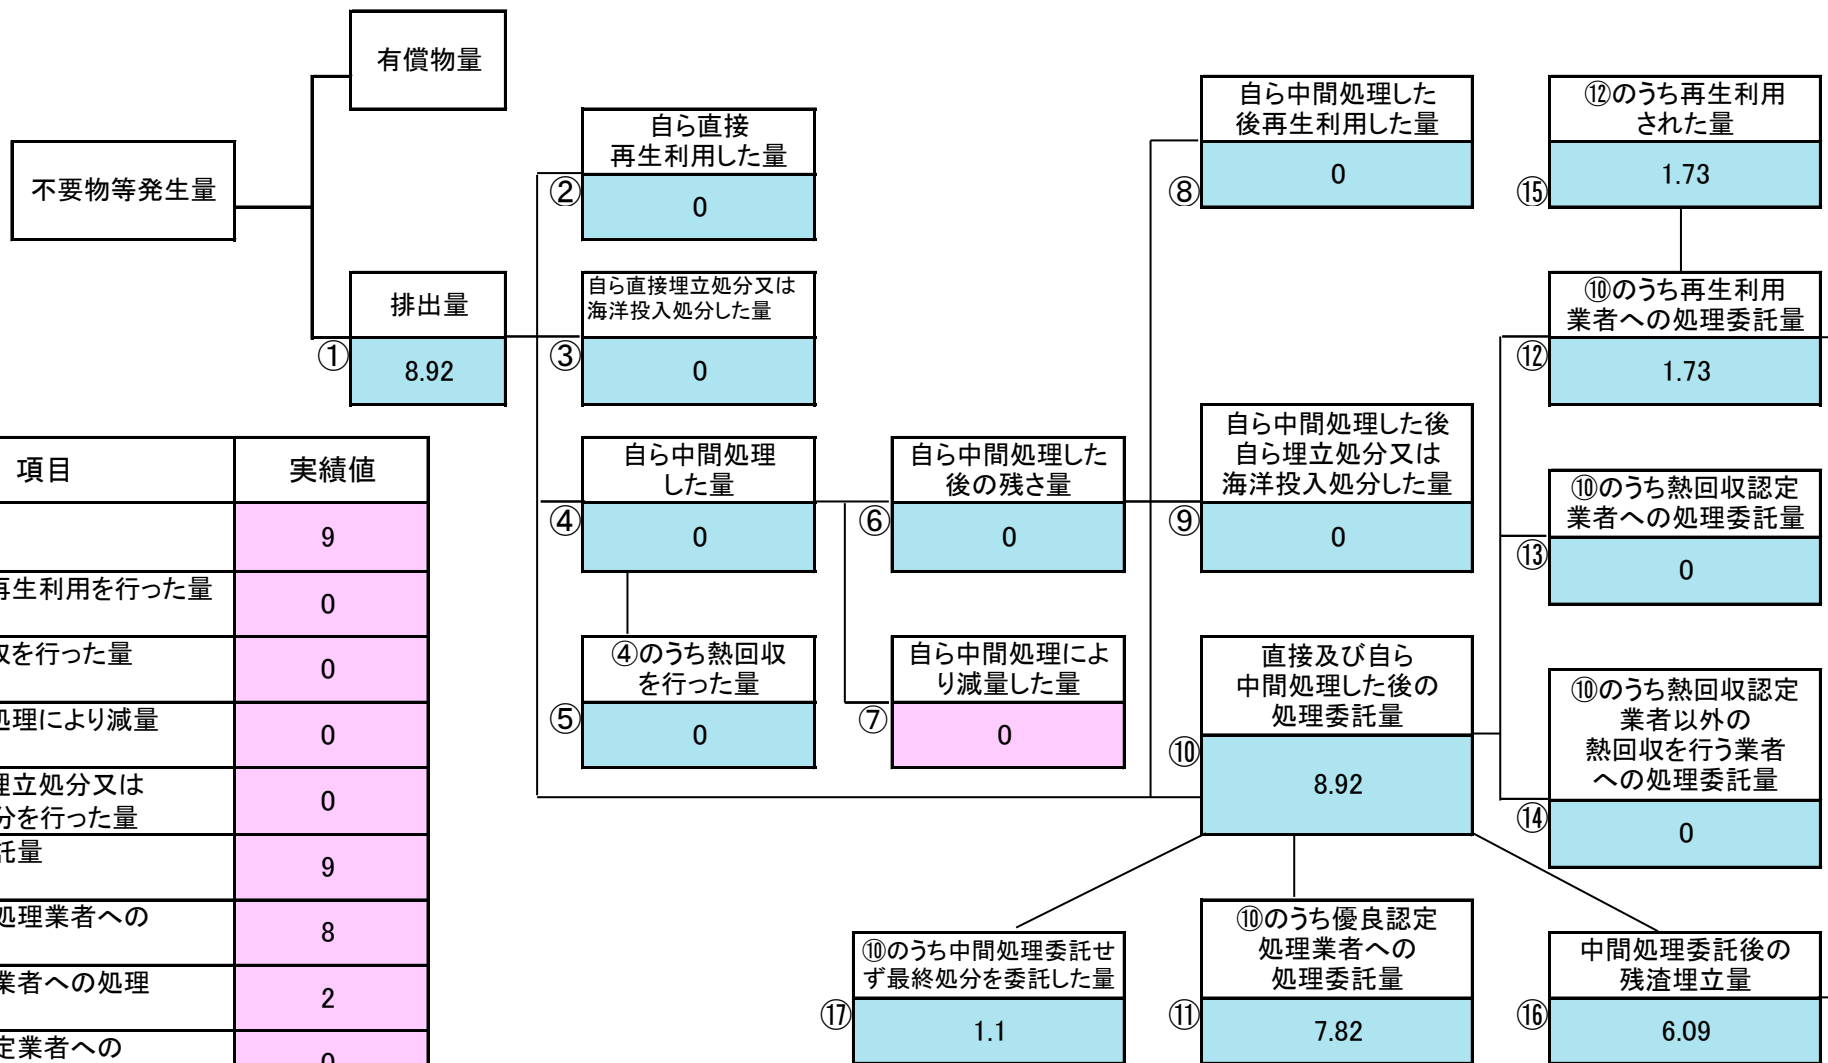 有償物量
不要物等発生量
排出量
①
8.92
自ら直接
再生利用した量
②
0
自ら直接埋立処分又は
海洋投入処分した量
③
0
自ら中間処理
した量
④
0
④のうち熱回収
を行った量
⑤
0
自ら中間処理した
後の残さ量
⑥
0
自ら中間処理によ
り減量した量
⑦
0
自ら中間処理した
後再生利用した量
⑧
0
自ら中間処理した後
自ら埋立処分又は
海洋投入処分した量
⑨
0
直接及び自ら
中間処理した後の
処理委託量
⑩
8.92
⑫のうち再生利用
された量
⑮
1.73
⑩のうち再生利用
業者への処理委託量
⑫
1.73
⑩のうち熱回収認定
業者への処理委託量
⑬
0
⑩のうち熱回収認定
業者以外の
熱回収を行う業者
への処理委託量
⑭
0
⑩のうち中間処理委託せ
ず最終処分を委託した量
⑰
1.1
⑩のうち優良認定
処理業者への
処理委託量
⑪
7.82
中間処理委託後の
残渣埋立量
⑯
6.09
項目 実績値
9
再生利用を行った量
0
を行った量
0
処理により減量
0
埋立処分又は
分を行った量
0
託量
9
処理業者への
8
業者への処理
2
定業者への
0